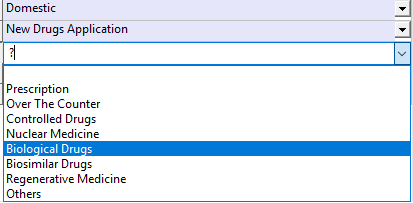 Domestic
New Drugs Application
?
Prescription
Over The Counter
Controlled Drugs
Nuclear Medicine
Biological Drugs
Biosimilar Drugs
Regenerative Medicine
Others